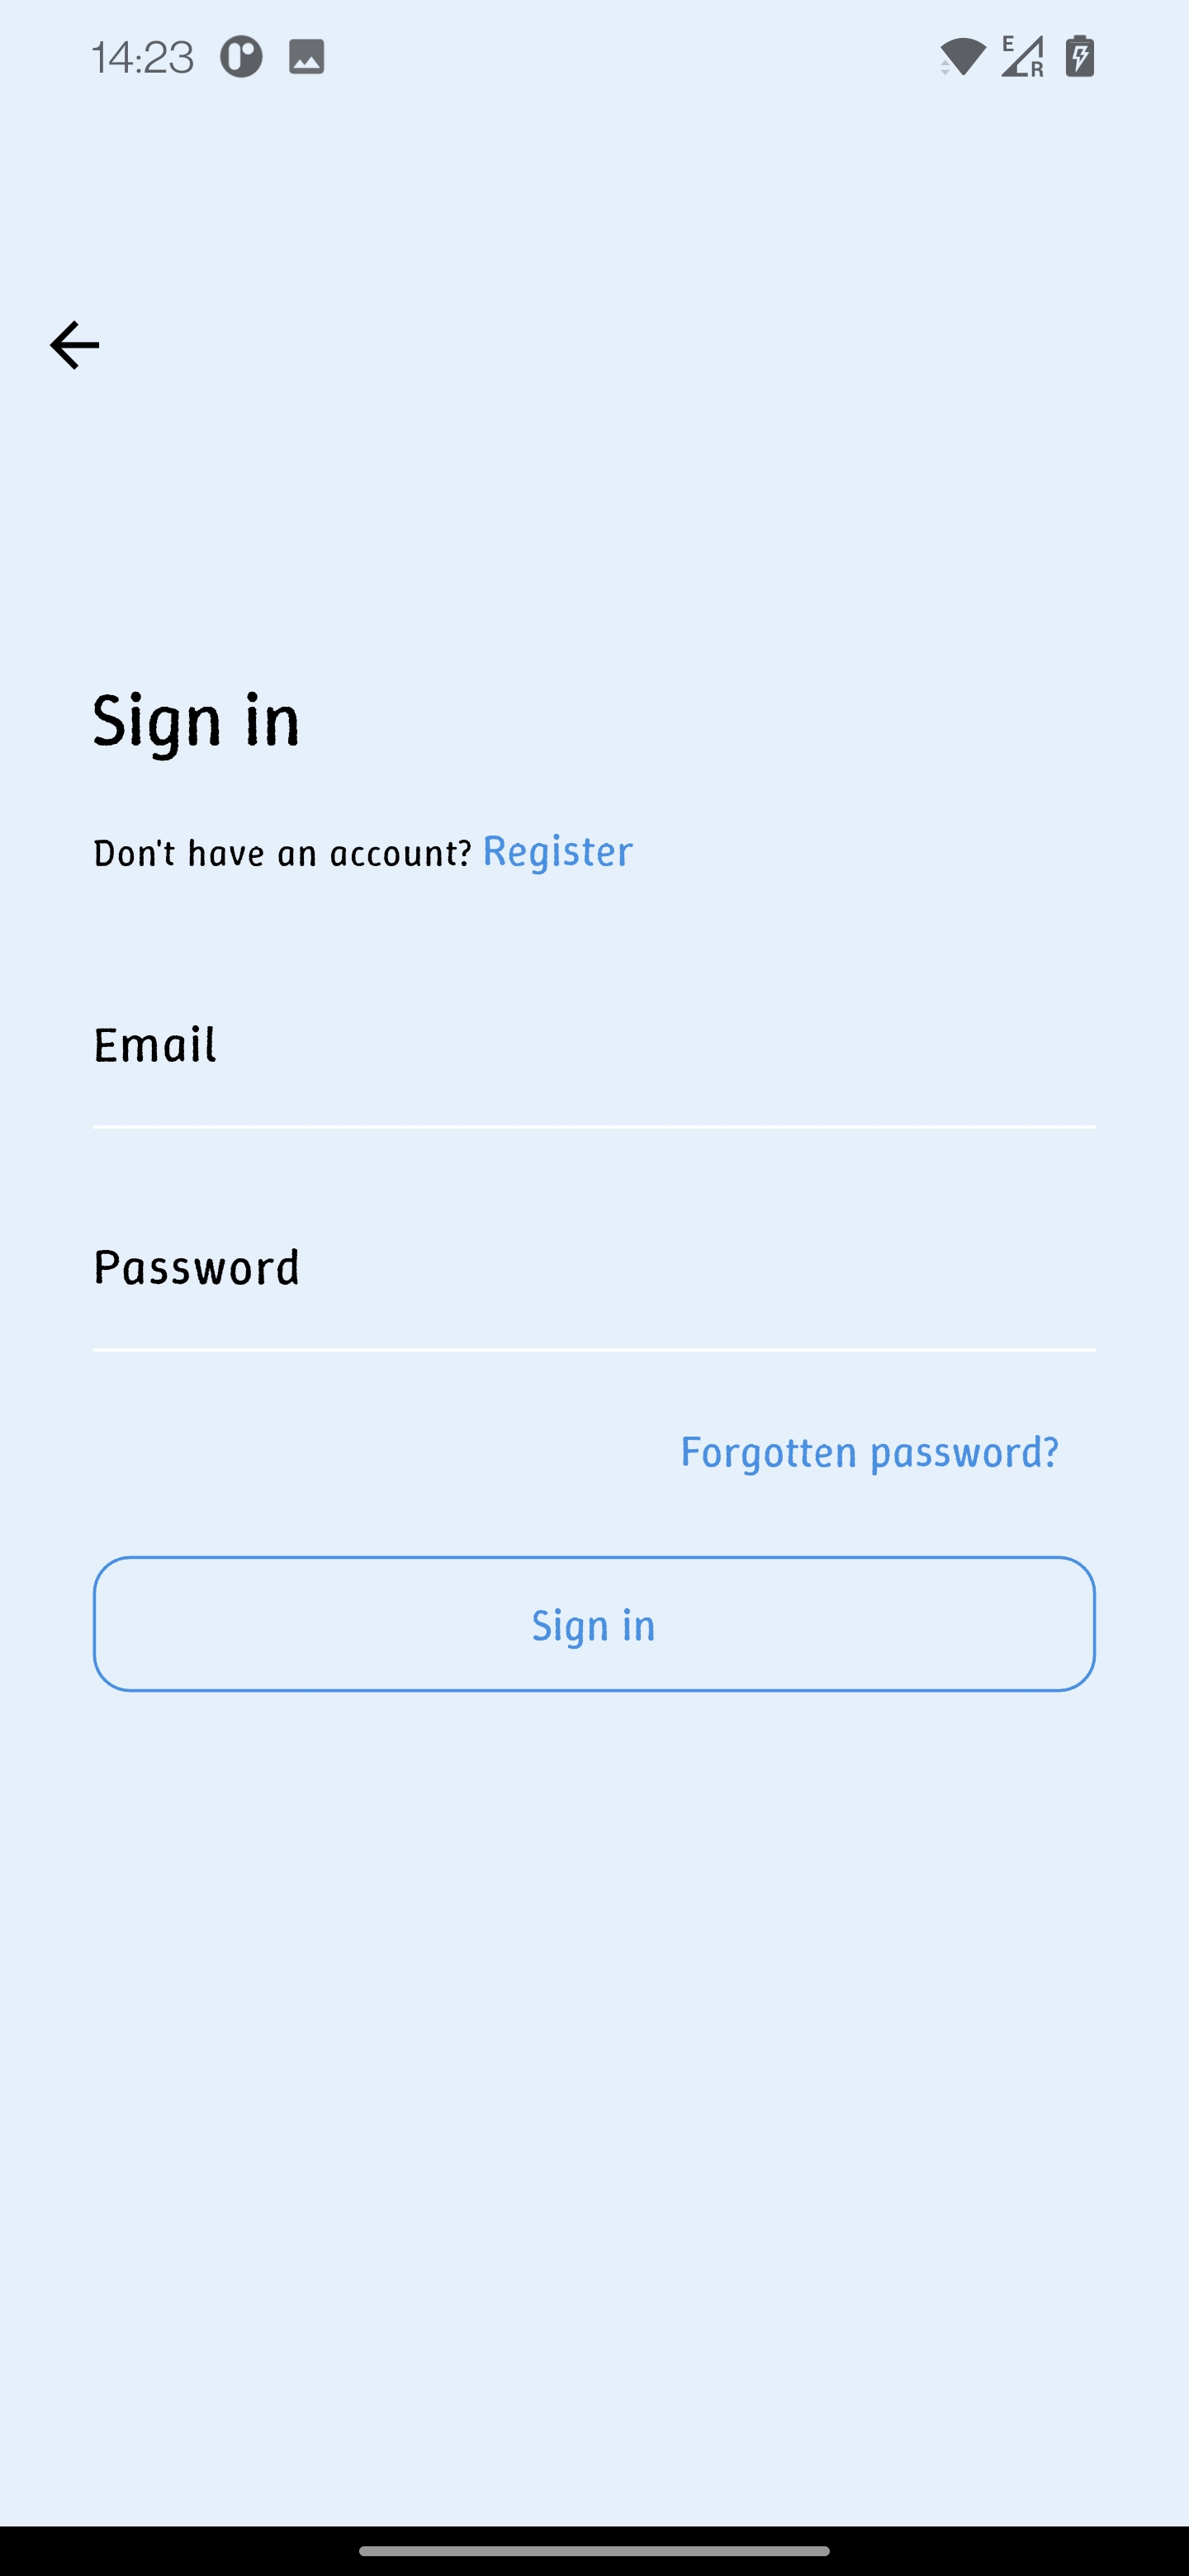 14:23
E
R
Sign in
Don't have an account? Register
Email
Password
Forgotten password?
Sign in